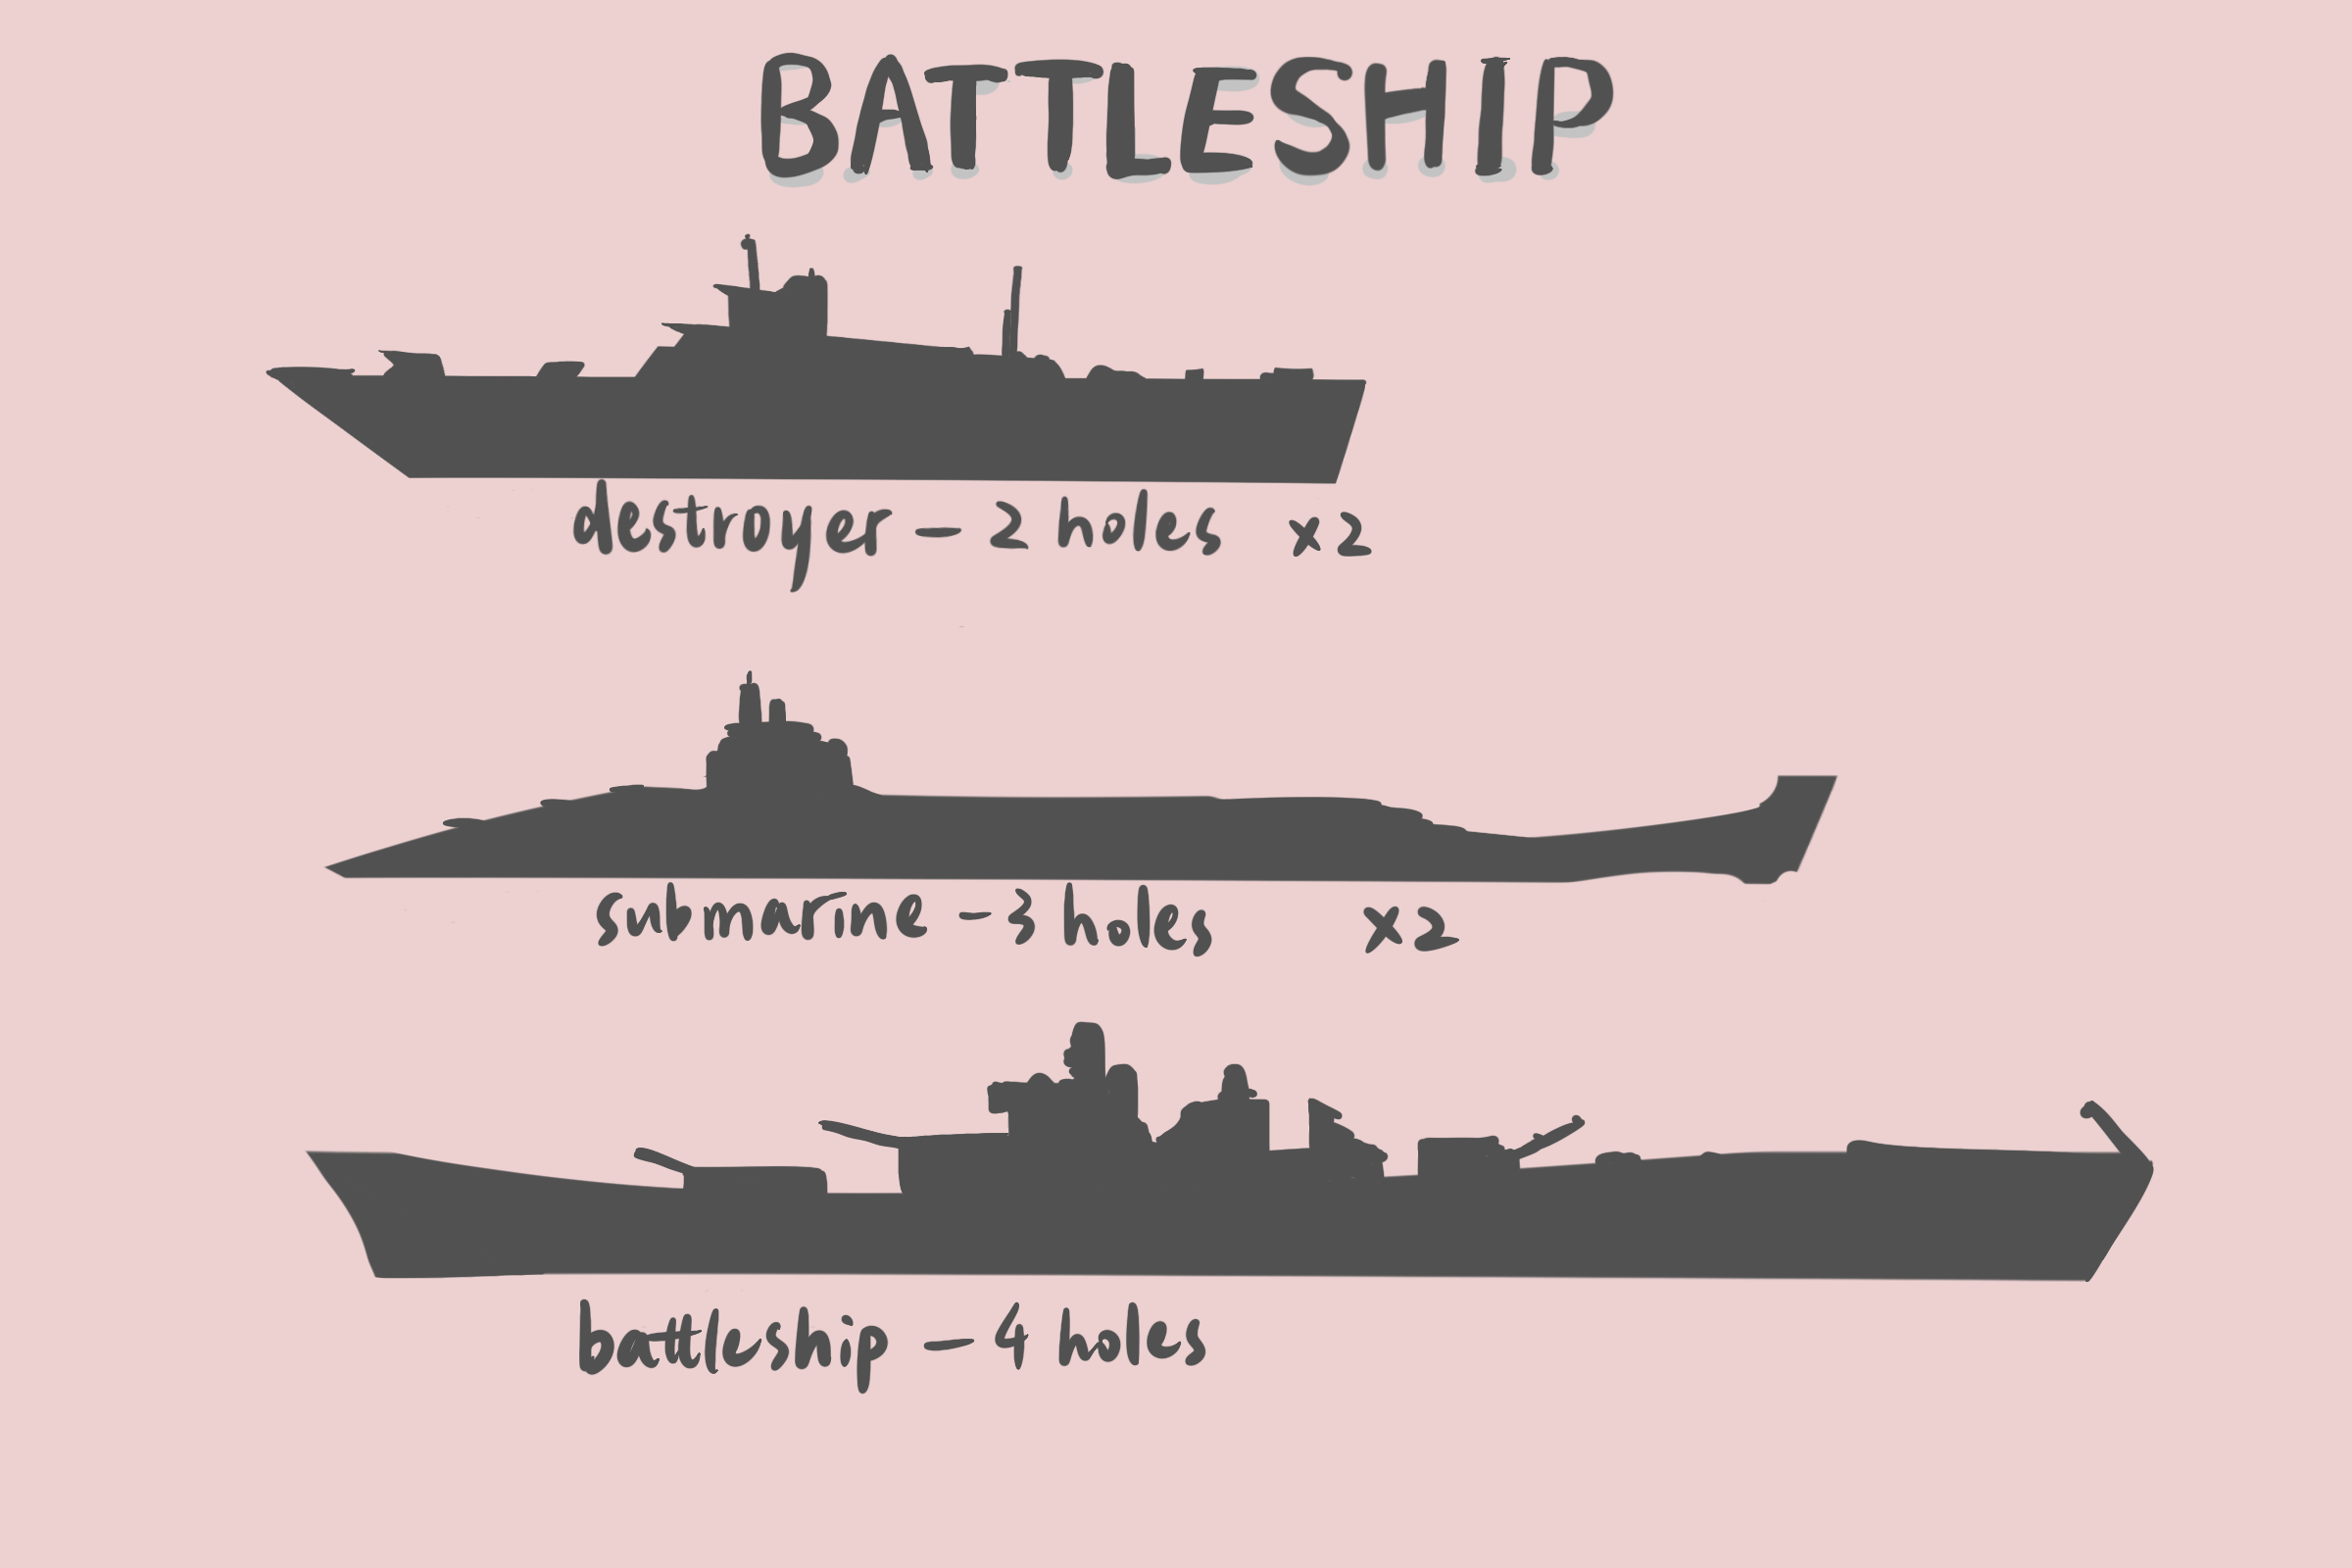 BATTLESHIP
destroyer - 2 holes x2
submarine - 3 holes x2
battleship - 4 holes